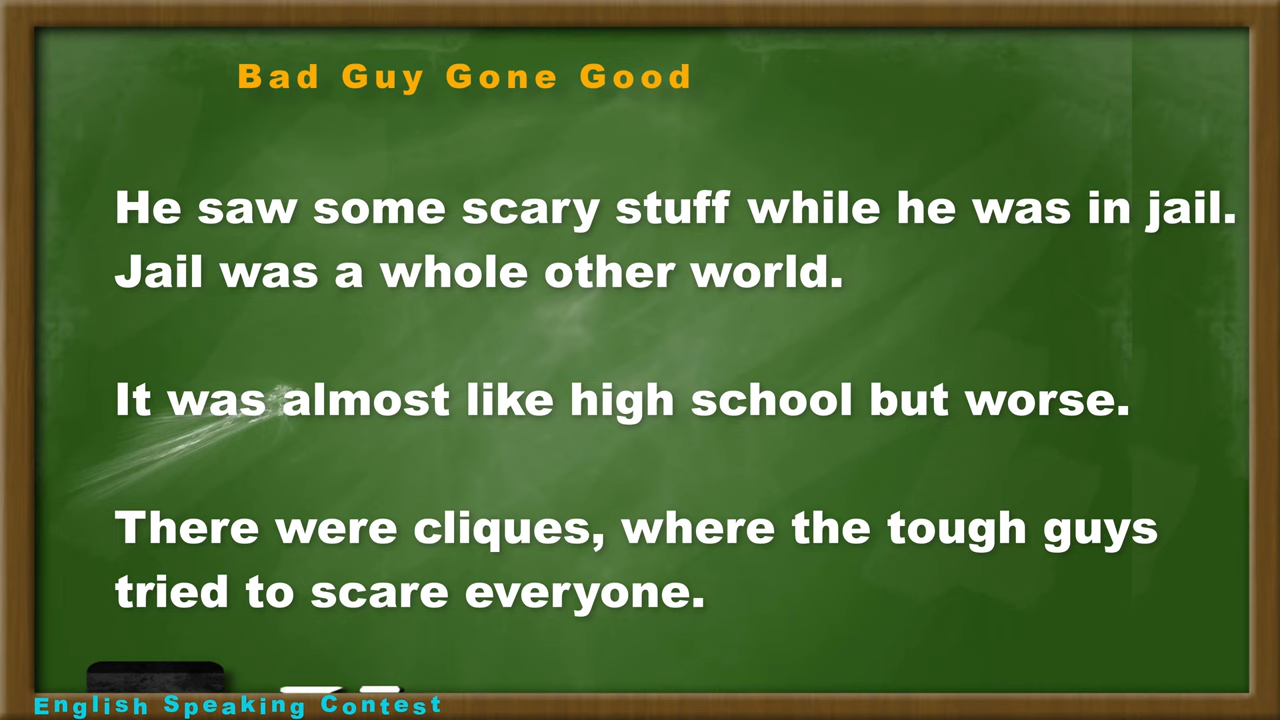 Bad Guy Gone Good
He saw some scary stuff while he was in jail.
Jail was a whole other world.
It was almost like high school but worse.
There were cliques, where the tough guys
tried to scare everyone.
English Speaking Contest